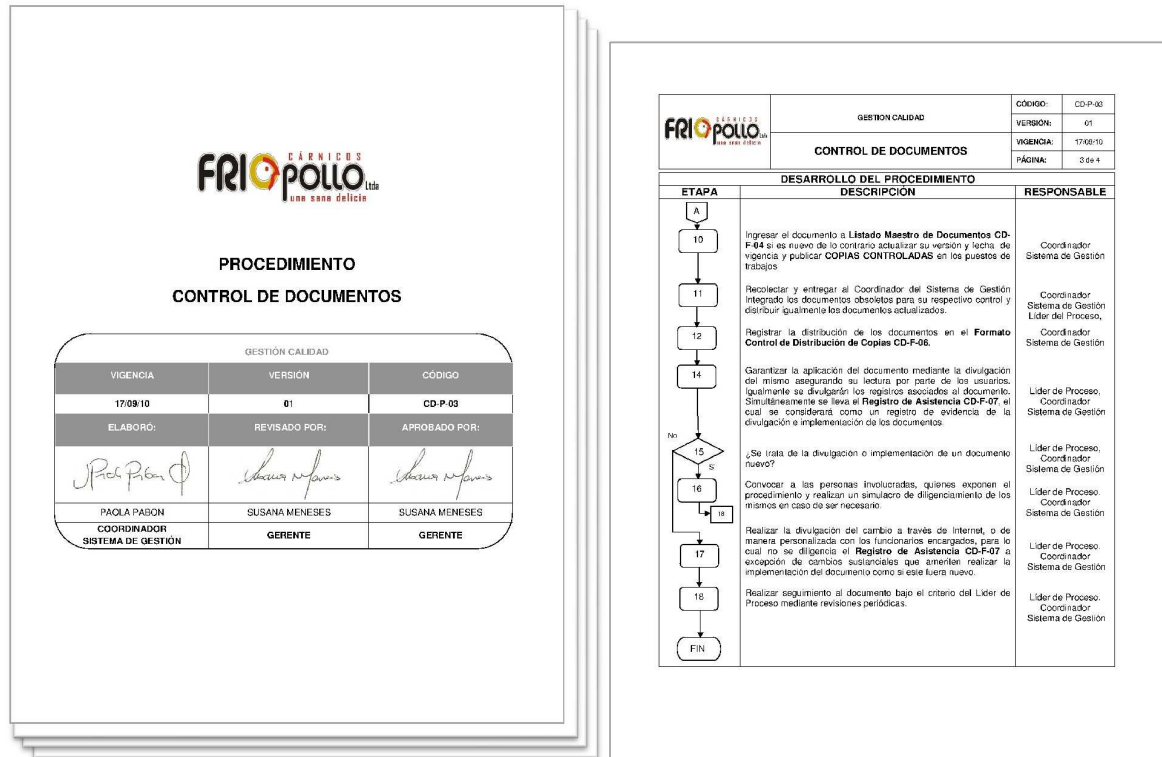 CÁRNICOS
FRIOPOLLO Ltda
una sana delicia
PROCEDIMIENTO
CONTROL DE DOCUMENTOS
GESTIÓN CALIDAD
VIGENCIA VERSIÓN CÓDIGO
17/09/10 01 CD-P-03
ELABORÓ: REVISADO POR: APROBADO POR:
PAOLA PABON SUSANA MENESES SUSANA MENESES
COORDINADOR
SISTEMA DE GESTIÓN GERENTE GERENTE
CÁRNICOS
FRIOPOLLO Ltda
una sana delicia
GESTION CALIDAD
CONTROL DE DOCUMENTOS
CÓDIGO: CD-P-03
VERSIÓN: 01
VIGENCIA: 17/09/10
PÁGINA: 3 de 4
DESARROLLO DEL PROCEDIMIENTO
ETAPA DESCRIPCIÓN RESPONSABLE
A
10
Ingresar el documento a Listado Maestro de Documentos CD-
F-04 si es nuevo de lo contrario actualizar su versión y fecha de
vigencia y publicar COPIAS CONTROLADAS en los puestos de
trabajos
Coordinador
Sistema de Gestión
11
Recolectar y entregar al Coordinador del Sistema de Gestión
Integrado los documentos obsoletos para su respectivo control y
distribuir igualmente los documentos actualizados.
Coordinador
Sistema de Gestión
Líder del Proceso,
12
Registrar la distribución de los documentos en el Formato
Control de Distribución de Copias CD-F-06.
Coordinador
Sistema de Gestión
14
Garantizar la aplicación del documento mediante la divulgación
del mismo asegurando su lectura por parte de los usuarios.
Igualmente se divulgarán los registros asociados al documento.
Simultáneamente se lleva el Registro de Asistencia CD-F-07, el
cual se considerará como un registro de evidencia de la
divulgación e implementación de los documentos.
Líder de Proceso,
Coordinador
Sistema de Gestión
No
15
S
¿Se trata de la divulgación o implementación de un documento
nuevo?
Líder de Proceso,
Coordinador
Sistema de Gestión
16
18
Convocar a las personas involucradas, quienes exponen el
procedimiento y realizan un simulacro de diligenciamiento de los
mismos en caso de ser necesario.
Líder de Proceso.
Coordinador
Sistema de Gestión
17
Realizar la divulgación del cambio a través de Internet, o de
manera personalizada con los funcionarios encargados, para lo
cual no se diligencia el Registro de Asistencia CD-F-07 a
excepción de cambios sustanciales que ameriten realizar la
implementación del documento como si este fuera nuevo.
Líder de Proceso.
Coordinador
Sistema de Gestión
18
Realizar seguimiento al documento bajo el criterio del Líder de
Proceso mediante revisiones periódicas.
Líder de Proceso.
Coordinador
Sistema de Gestión
FIN